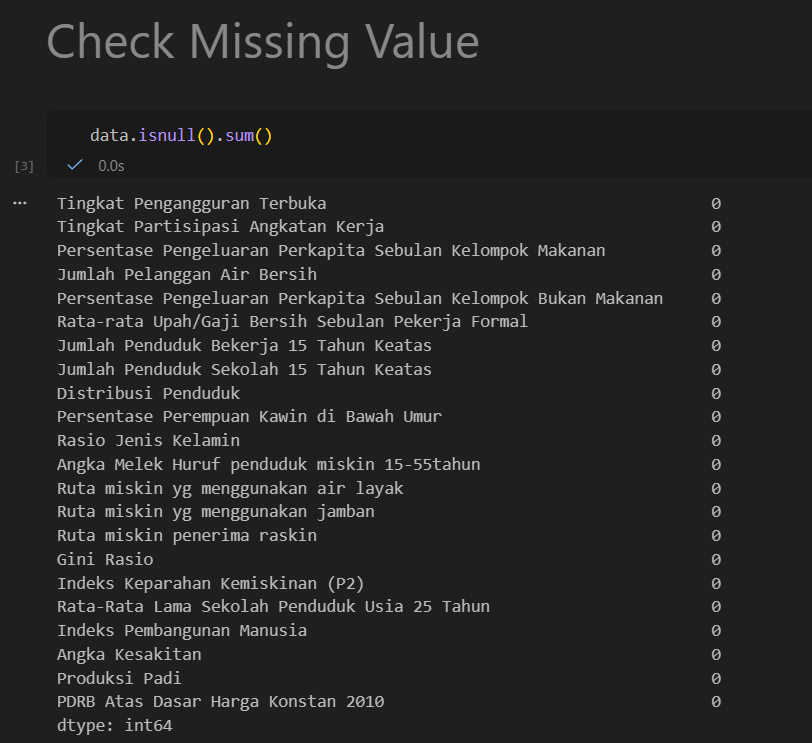 Check Missing Value
data.isnull().sum()
[3] 0.0s
... Tingkat Pengangguran Terbuka 0
Tingkat Partisipasi Angkatan Kerja 0
Persentase Pengeluaran Perkapita Sebulan Kelompok Makanan 0
Jumlah Pelanggan Air Bersih 0
Persentase Pengeluaran Perkapita Sebulan Kelompok Bukan Makanan 0
Rata-rata Upah/Gaji Bersih Sebulan Pekerja Formal 0
Jumlah Penduduk Bekerja 15 Tahun Keatas 0
Jumlah Penduduk Sekolah 15 Tahun Keatas 0
Distribusi Penduduk 0
Persentase Perempuan Kawin di Bawah Umur 0
Rasio Jenis Kelamin 0
Angka Melek Huruf penduduk miskin 15-55tahun 0
Ruta miskin yg menggunakan air layak 0
Ruta miskin yg menggunakan jamban 0
Ruta miskin penerima raskin 0
Gini Rasio 0
Indeks Keparahan Kemiskinan (P2) 0
Rata-Rata Lama Sekolah Penduduk Usia 25 Tahun 0
Indeks Pembangunan Manusia 0
Angka Kesakitan 0
Produksi Padi 0
PDRB Atas Dasar Harga Konstan 2010 0
dtype: int64